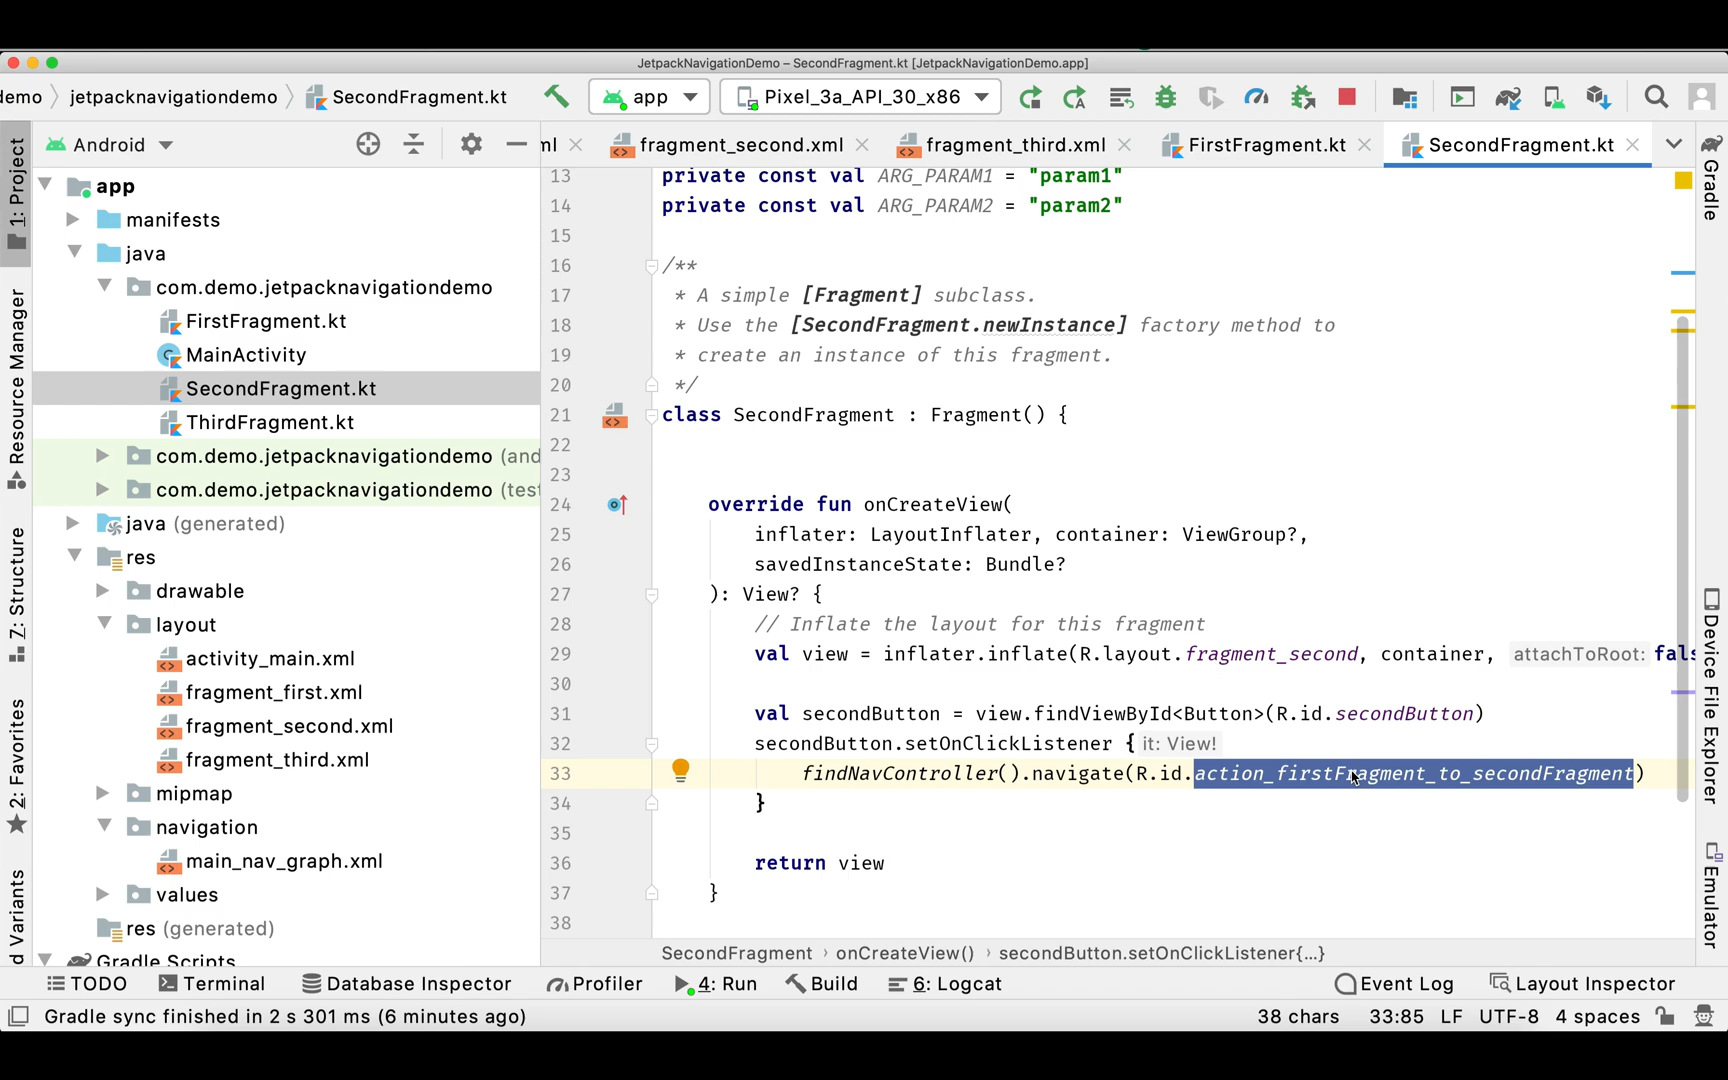 JetpackNavigationDemo – SecondFragment.kt [JetpackNavigationDemo.app]
demo
jetpacknavigationdemo
SecondFragment.kt
app
Pixel_3a_API_30_x86
Android
ml
fragment_second.xml
fragment_third.xml
FirstFragment.kt
SecondFragment.kt
1: Project
Resource Manager
7: Structure
2: Favorites
d Variants
app
manifests
java
com.demo.jetpacknavigationdemo
FirstFragment.kt
MainActivity
SecondFragment.kt
ThirdFragment.kt
com.demo.jetpacknavigationdemo (and
com.demo.jetpacknavigationdemo (test
java (generated)
res
drawable
layout
activity_main.xml
fragment_first.xml
fragment_second.xml
fragment_third.xml
mipmap
navigation
main_nav_graph.xml
values
res (generated)
Gradle Scripts
13 private const val ARG_PARAM1 = "param1"
14 private const val ARG_PARAM2 = "param2"
15
16 /**
17 * A simple [Fragment] subclass.
18 * Use the [SecondFragment.newInstance] factory method to
19 * create an instance of this fragment.
20 */
21 class SecondFragment : Fragment() {
22
23
24 override fun onCreateView(
25 inflater: LayoutInflater, container: ViewGroup?,
26 savedInstanceState: Bundle?
27 ): View? {
28 // Inflate the layout for this fragment
29 val view = inflater.inflate(R.layout.fragment_second, container, attachToRoot: fals
30
31 val secondButton = view.findViewById<Button>(R.id.secondButton)
32 secondButton.setOnClickListener { it: View!
33 findNavController().navigate(R.id.action_firstFragment_to_secondFragment)
34 }
35
36 return view
37 }
38
SecondFragment › onCreateView() › secondButton.setOnClickListener{...}
Gradle
Device File Explorer
Emulator
TODO
Terminal
Database Inspector
Profiler
4: Run
Build
6: Logcat
Event Log
Layout Inspector
Gradle sync finished in 2 s 301 ms (6 minutes ago)
38 chars
33:85
LF
UTF-8
4 spaces